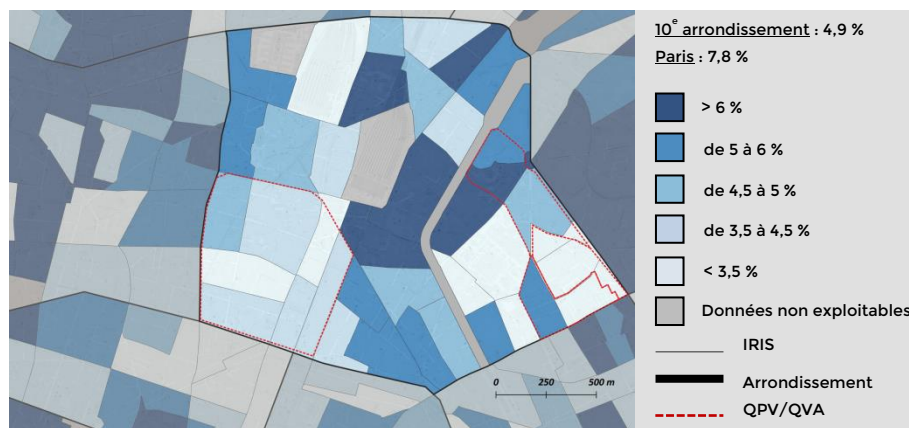 10e arrondissement : 4,9 %
Paris : 7,8 %
> 6 %
de 5 à 6 %
de 4,5 à 5 %
de 3,5 à 4,5 %
< 3,5 %
Données non exploitables
IRIS
Arrondissement
QPV/QVA
0 250 500 m